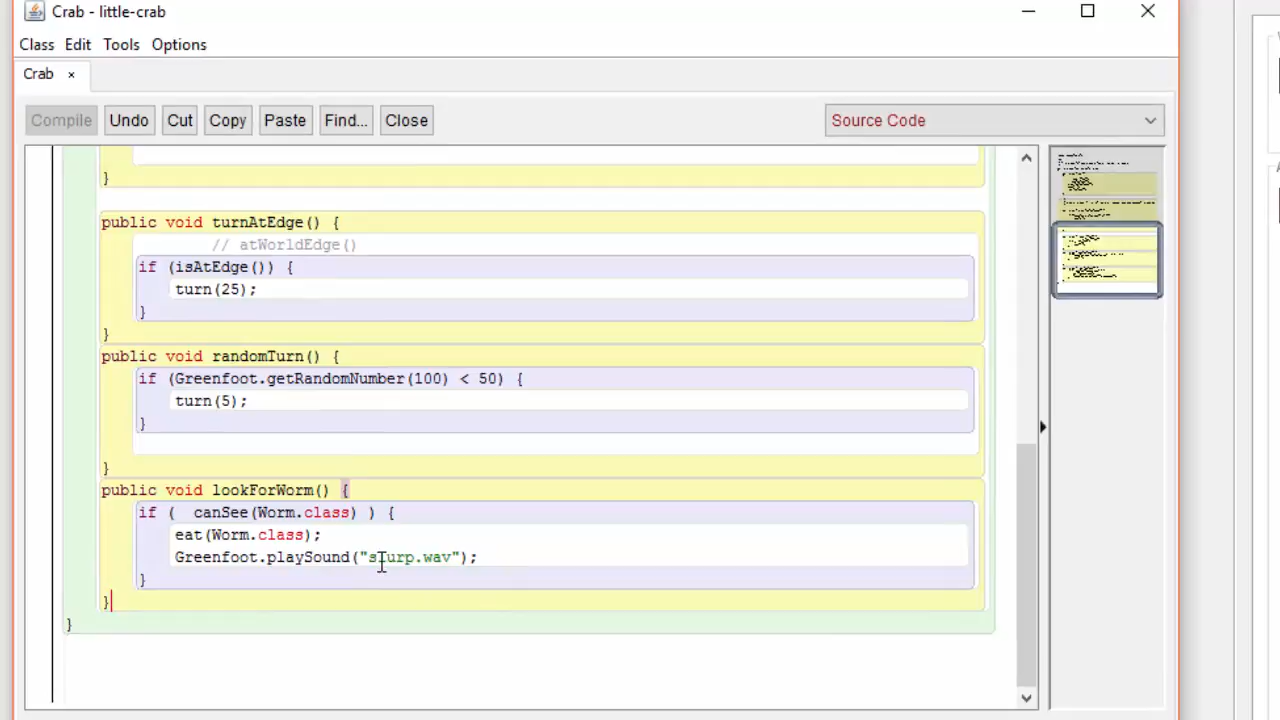 Crab - little-crab
Class Edit Tools Options
Crab ×
Compile Undo Cut Copy Paste Find... Close Source Code
}
public void turnAtEdge() {
// atWorldEdge()
if (isAtEdge()) {
turn(25);
}
}
public void randomTurn() {
if (Greenfoot.getRandomNumber(100) < 50) {
turn(5);
}
}
public void lookForWorm() {
if (  canSee(Worm.class) ) {
eat(Worm.class);
Greenfoot.playSound("slurp.wav");
}
}
}